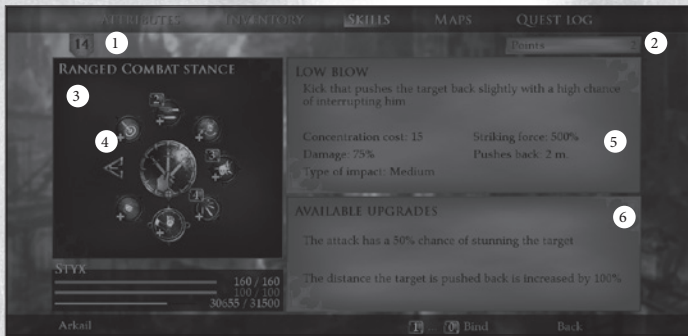 ATTRIBUTES INVENTORY SKILLS MAPS QUEST LOG
14 1 Points 2 2
RANGED COMBAT STANCE
3
4
LOW BLOW
Kick that pushes the target back slightly with a high chance
of interrupting him
Concentration cost: 15 Striking force: 500%
Damage: 75% Pushes back: 2 m.
5
Type of impact: Medium
AVAILABLE UPGRADES
6
The attack has a 50% chance of stunning the target
The distance the target is pushed back is increased by 100%
STYX
160 / 160
100 / 100
30655 / 31500
Arkail Bind Back